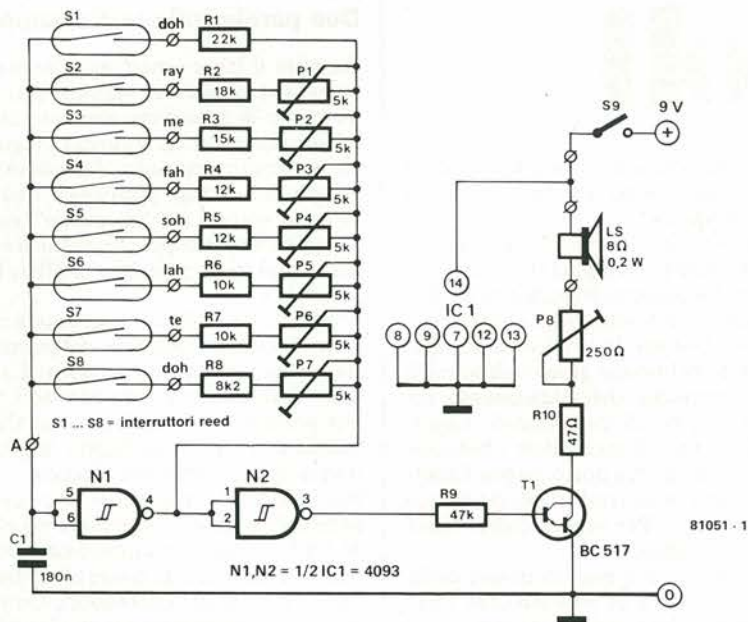 Due
S1 doh R1
22k
S2 ray R2 P1
18k 5k
S3 me R3 P2
15k 5k
S4 fah R4 P3
12k 5k
S5 soh R5 P4
12k 5k
S6 lah R6 P5
10k 5k
S7 te R7 P6
10k 5k
S8 doh R8 P7
8k2 5k
S1 ... S8 = interruttori reed
A
N1 N2
5 4 1 3
6 2
C1
180n
N1,N2 = 1/2 IC1 = 4093
R9
47k
T1
BC 517
S9 9 V
+
LS
8Ω
0,2 W
14
IC 1
8 9 7 12 13
P8
250Ω
R10
47Ω
81051 - 1
0